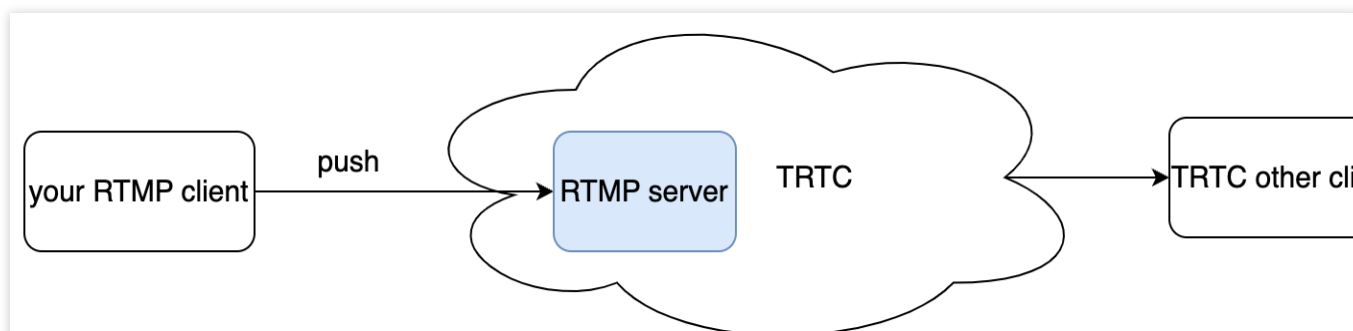 your RTMP client
push
RTMP server
TRTC
TRTC other cli